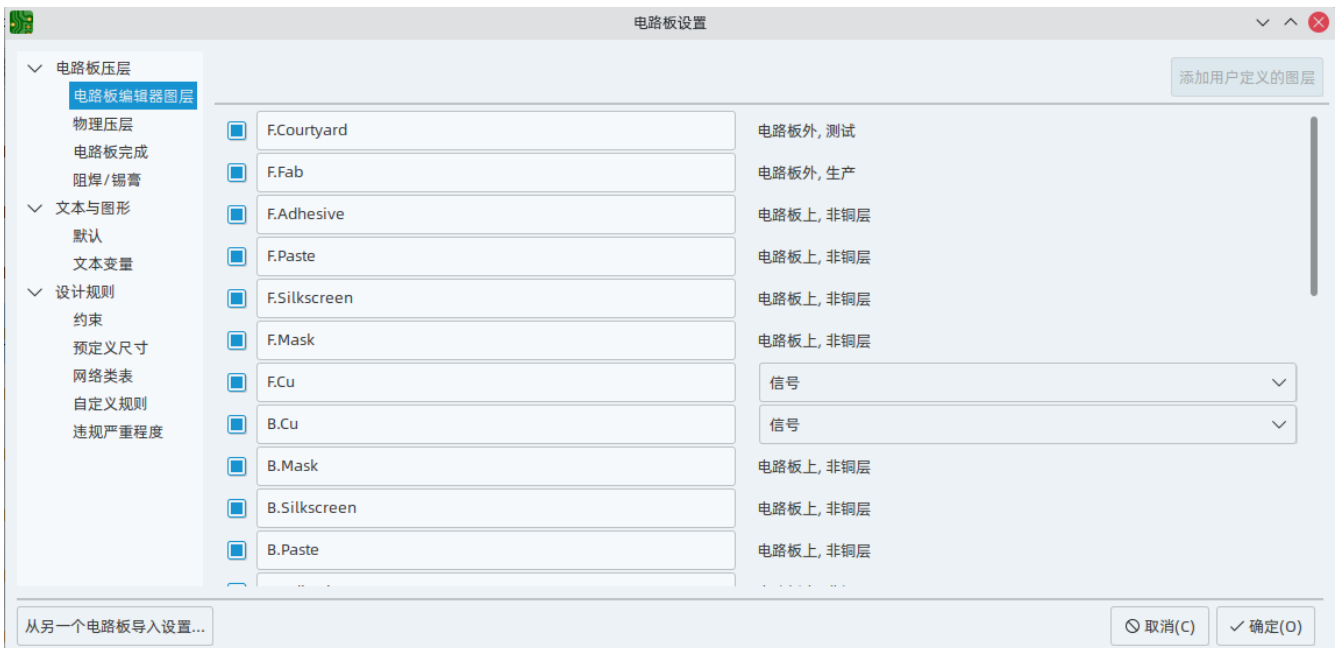 电路板设置
电路板压层
电路板编辑器图层
物理压层
电路板完成
阻焊/锡膏
文本与图形
默认
文本变量
设计规则
约束
预定义尺寸
网络类表
自定义规则
违规严重程度
添加用户定义的图层
F.Courtyard 电路板外, 测试
F.Fab 电路板外, 生产
F.Adhesive 电路板上, 非铜层
F.Paste 电路板上, 非铜层
F.Silkscreen 电路板上, 非铜层
F.Mask 电路板上, 非铜层
F.Cu 信号
B.Cu 信号
B.Mask 电路板上, 非铜层
B.Silkscreen 电路板上, 非铜层
B.Paste 电路板上, 非铜层
从另一个电路板导入设置... 取消(C) 确定(O)